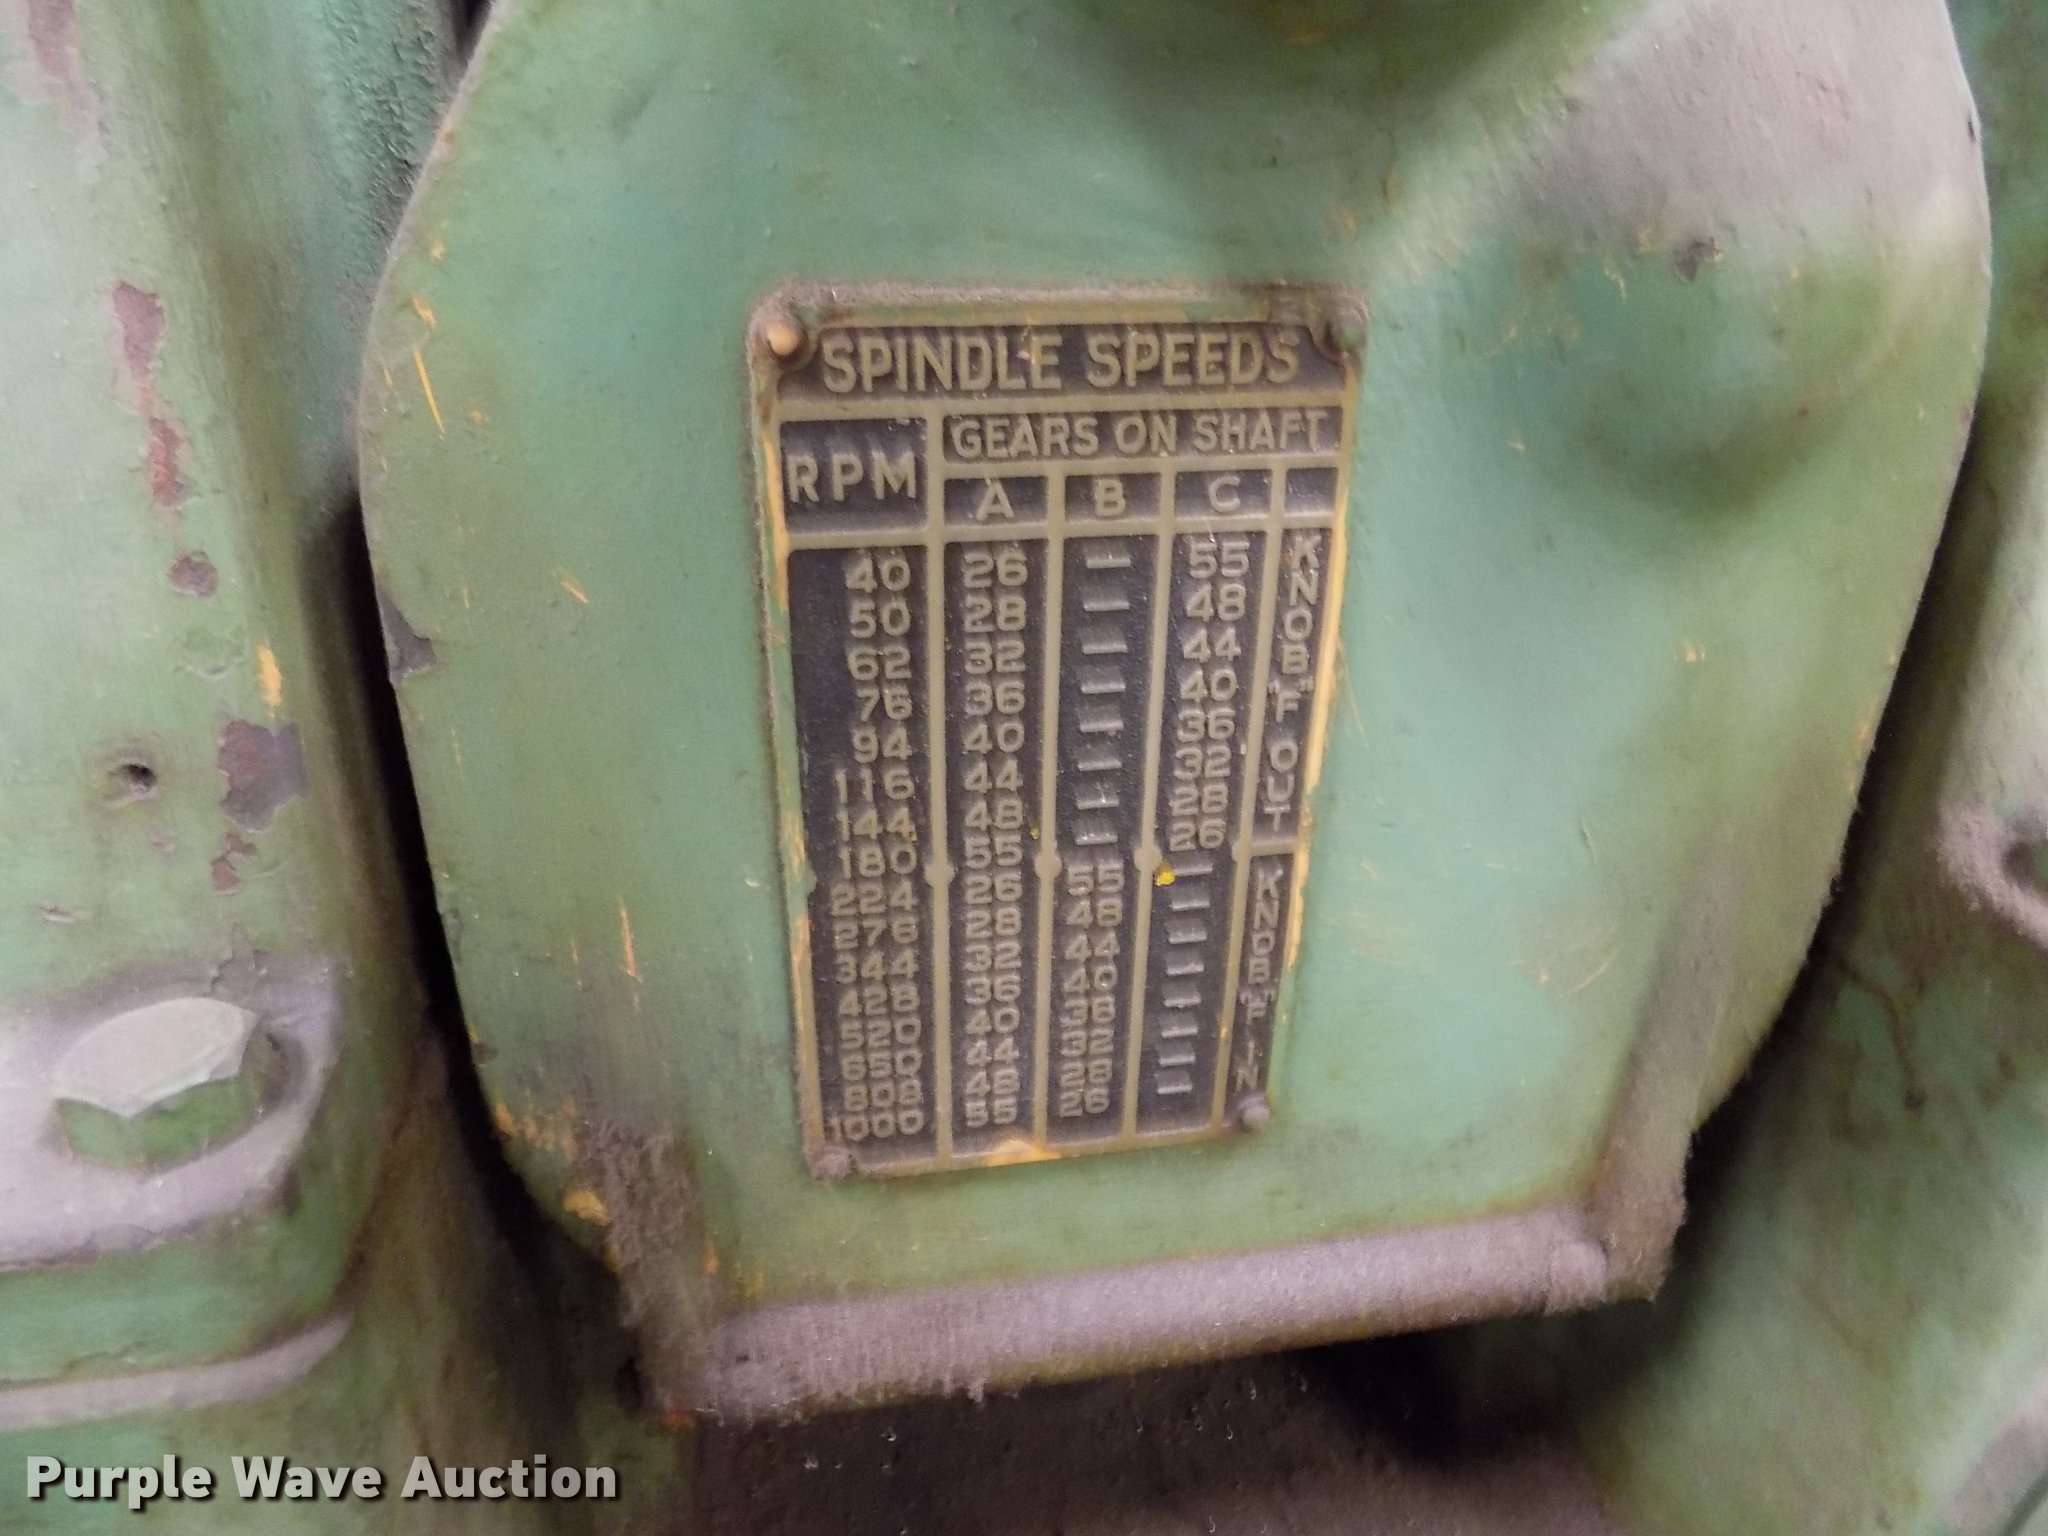 SPINDLE SPEEDS
RPM GEARS ON SHAFT
A B C
40 26 — 55
50 28 — 48
62 32 — 44
76 36 — 40
94 40 — 36
116 44 — 32
144 48 — 28
180 55 — 26
KNOB "F" OUT
224 26 55 —
276 28 48 —
344 32 44 —
428 36 40 —
520 40 36 —
650 44 32 —
808 48 28 —
1000 55 26 —
KNOB "F" IN
Purple Wave Auction